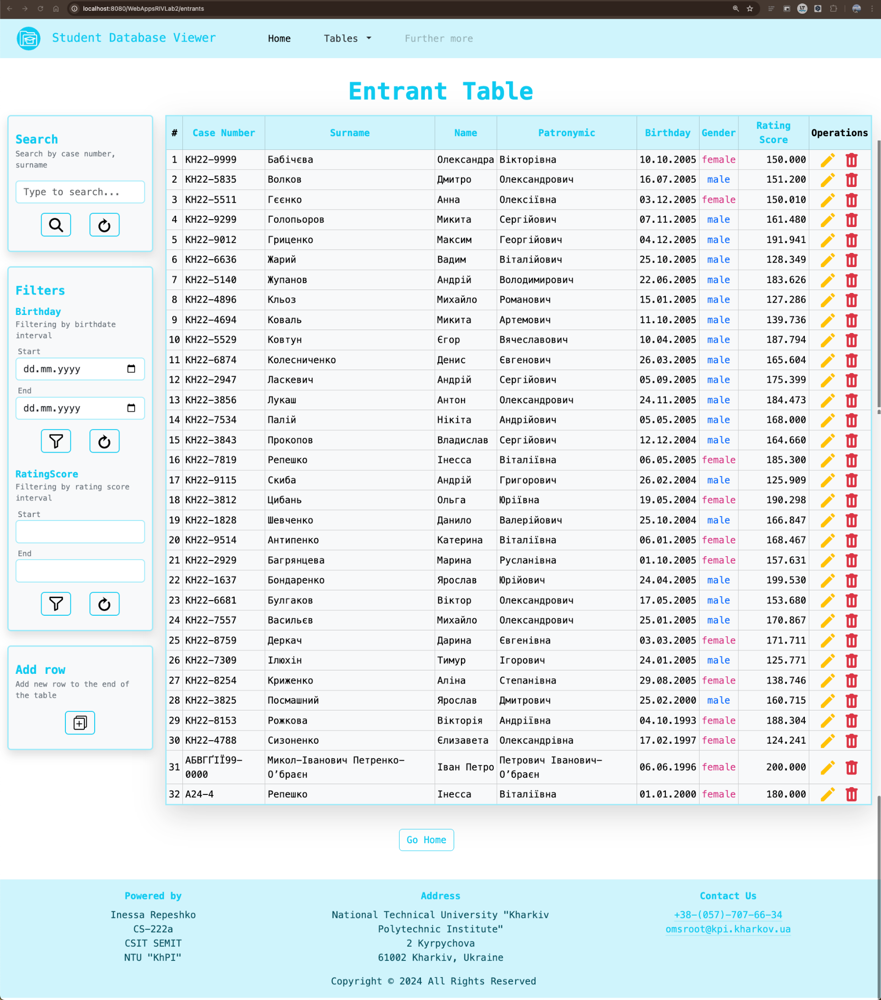 localhost:8080/WebAppsRIVLab2/entrants
Student Database Viewer Home Tables Further more
Entrant Table
Search
Search by case number,
surname
Type to search...
Filters
Birthday
Filtering by birthdate
interval
Start
dd.mm.yyyy
End
dd.mm.yyyy
RatingScore
Filtering by rating score
interval
Start
End
Add row
Add new row to the end of
the table
# Case Number Surname Name Patronymic Birthday Gender Rating Score Operations
1 КН22-9999 Бабічєва Олександра Вікторівна 10.10.2005 female 150.000
2 КН22-5835 Волков Дмитро Олександрович 16.07.2005 male 151.200
3 КН22-5511 Гєєнко Анна Олексіївна 03.12.2005 female 150.010
4 КН22-9299 Голопьоров Микита Сергійович 07.11.2005 male 161.480
5 КН22-9012 Гриценко Максим Георгійович 04.12.2005 male 191.941
6 КН22-6636 Жарий Вадим Віталійович 25.10.2005 male 128.349
7 КН22-5140 Жупанов Андрій Володимирович 22.06.2005 male 183.626
8 КН22-4896 Кльоз Михайло Романович 15.01.2005 male 127.286
9 КН22-4694 Коваль Микита Артемович 11.10.2005 male 139.736
10 КН22-5529 Ковтун Єгор Вячеславович 10.04.2005 male 187.794
11 КН22-6874 Колесниченко Денис Євгенович 26.03.2005 male 165.604
12 КН22-2947 Ласкевич Андрій Сергійович 05.09.2005 male 175.399
13 КН22-3856 Лукаш Антон Олександрович 24.11.2005 male 184.473
14 КН22-7534 Палій Нікіта Андрійович 05.05.2005 male 168.000
15 КН22-3843 Прокопов Владислав Сергійович 12.12.2004 male 164.660
16 КН22-7819 Репешко Інесса Віталіївна 06.05.2005 female 185.300
17 КН22-9115 Скиба Андрій Григорович 26.02.2004 male 125.909
18 КН22-3812 Цибань Ольга Юріївна 19.05.2004 female 190.298
19 КН22-1828 Шевченко Данило Валерійович 25.10.2004 male 166.847
20 КН22-9514 Антипенко Катерина Віталіївна 06.01.2005 female 168.467
21 КН22-2929 Багрянцева Марина Русланівна 01.10.2005 female 157.631
22 КН22-1637 Бондаренко Ярослав Юрійович 24.04.2005 male 199.530
23 КН22-6681 Булгаков Віктор Олександрович 17.05.2005 male 153.680
24 КН22-7557 Васильєв Михайло Олександрович 25.01.2005 male 170.867
25 КН22-8759 Деркач Дарина Євгенівна 03.03.2005 female 171.711
26 КН22-7309 Ілюхін Тимур Ігорович 24.01.2005 male 125.771
27 КН22-8254 Криженко Аліна Степанівна 29.08.2005 female 138.746
28 КН22-3825 Посмашний Ярослав Дмитрович 25.02.2000 male 160.715
29 КН22-8153 Рожкова Вікторія Андріївна 04.10.1993 female 188.304
30 КН22-4788 Сизоненко Єлизавета Олександрівна 17.02.1997 female 124.241
31 АБВГҐІЇ99-0000 Микол-Іванович Петренко-О’браєн Іван Петро Петрович Іванович-О’браєн 06.06.1996 female 200.000
32 А24-4 Репешко Інесса Віталіївна 01.01.2000 female 180.000
Go Home
Powered by
Inessa Repeshko
CS-222a
CSIT SEMIT
NTU "KhPI"
Address
National Technical University "Kharkiv
Polytechnic Institute"
2 Kyrpychova
61002 Kharkiv, Ukraine
Contact Us
+38-(057)-707-66-34
omsroot@kpi.kharkov.ua
Copyright © 2024 All Rights Reserved